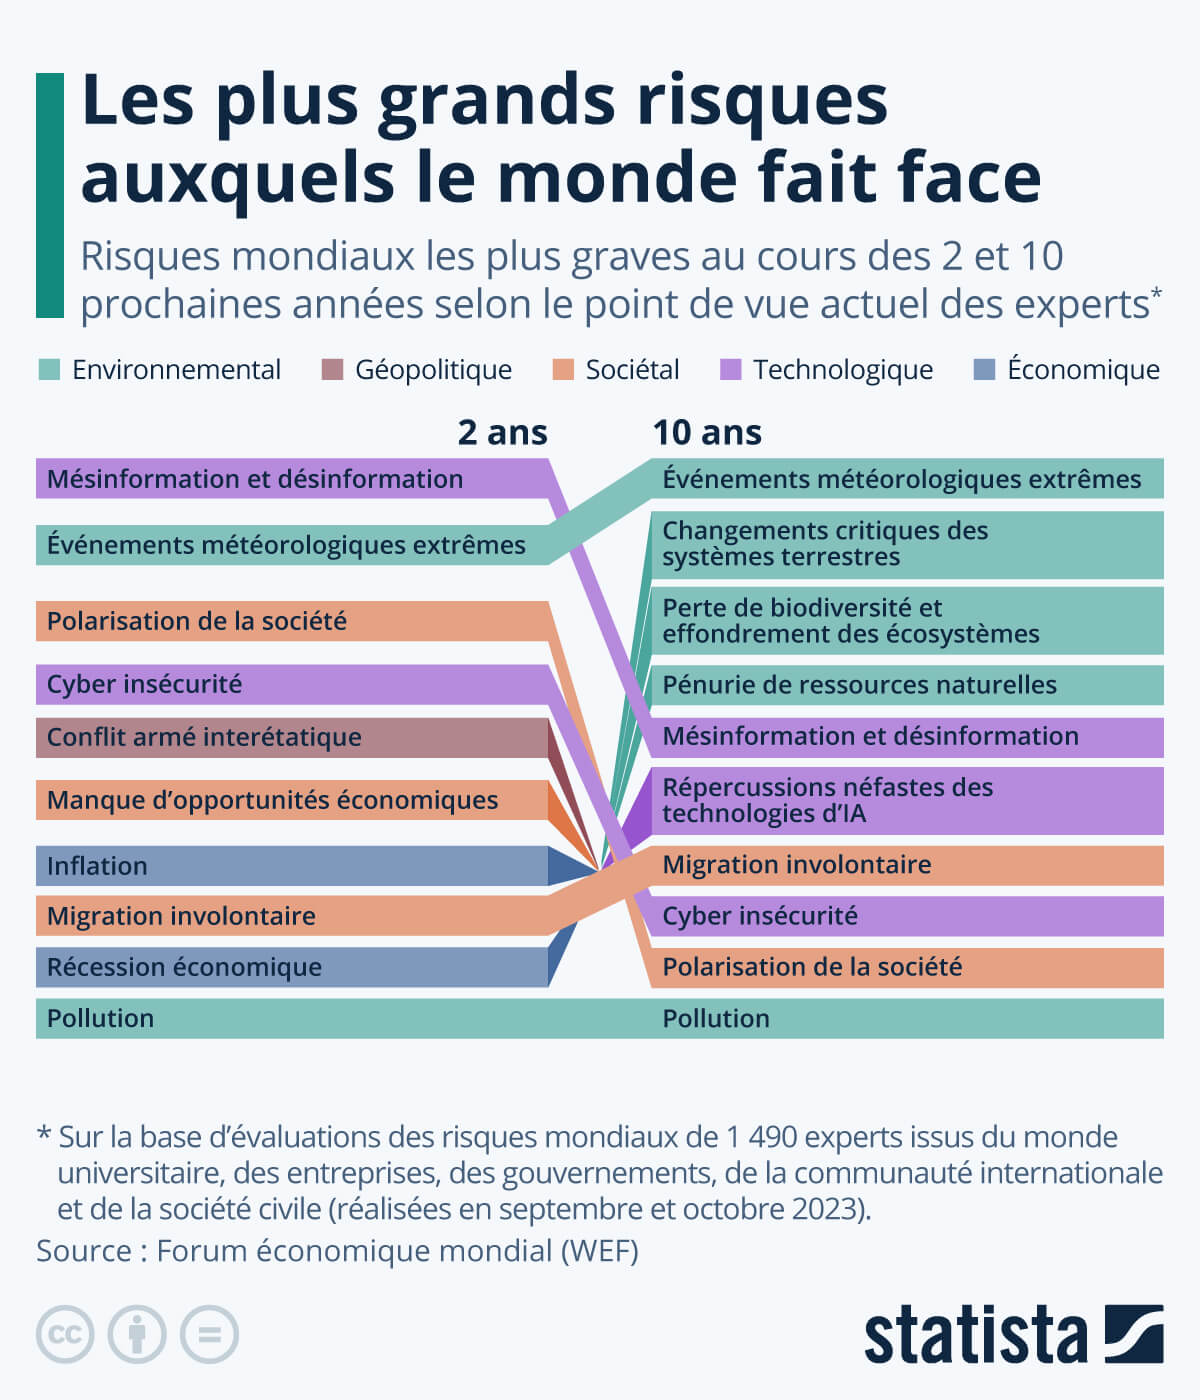 Les plus grands risques
auxquels le monde fait face
Risques mondiaux les plus graves au cours des 2 et 10
prochaines années selon le point de vue actuel des experts*
Environnemental Géopolitique Sociétal Technologique Économique
2 ans
Mésinformation et désinformation
Événements météorologiques extrêmes
Polarisation de la société
Cyber insécurité
Conflit armé interétatique
Manque d’opportunités économiques
Inflation
Migration involontaire
Récession économique
Pollution
10 ans
Événements météorologiques extrêmes
Changements critiques des
systèmes terrestres
Perte de biodiversité et
effondrement des écosystèmes
Pénurie de ressources naturelles
Mésinformation et désinformation
Répercussions néfastes des
technologies d’IA
Migration involontaire
Cyber insécurité
Polarisation de la société
Pollution
* Sur la base d’évaluations des risques mondiaux de 1 490 experts issus du monde
universitaire, des entreprises, des gouvernements, de la communauté internationale
et de la société civile (réalisées en septembre et octobre 2023).
Source : Forum économique mondial (WEF)
cc
statista